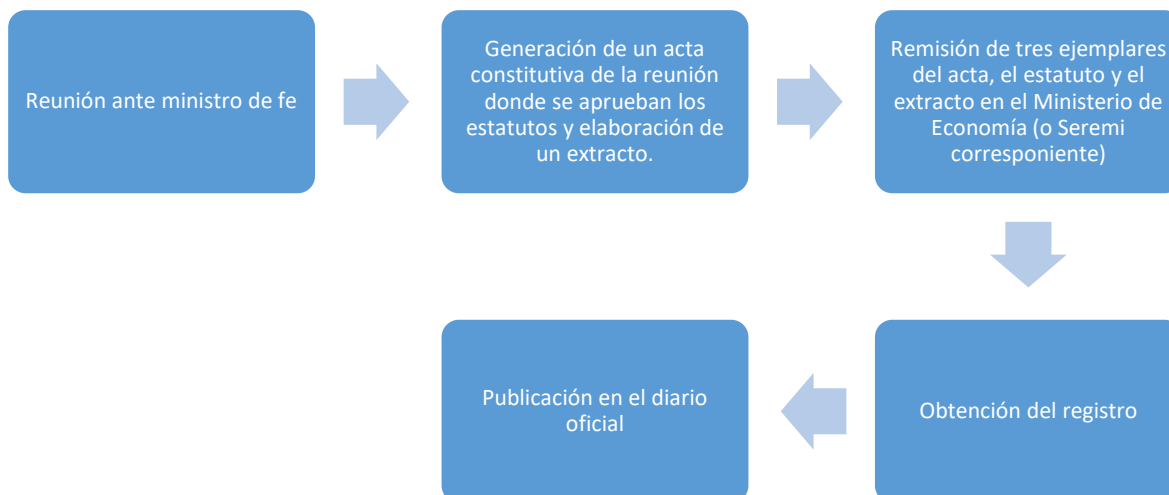 Reunión ante ministro de fe
Generación de un acta
constitutiva de la reunión
donde se aprueban los
estatutos y elaboración de
un extracto.
Remisión de tres ejemplares
del acta, el estatuto y el
extracto en el Ministerio de
Economía (o Seremi
corresponiente)
Obtención del registro
Publicación en el diario
oficial